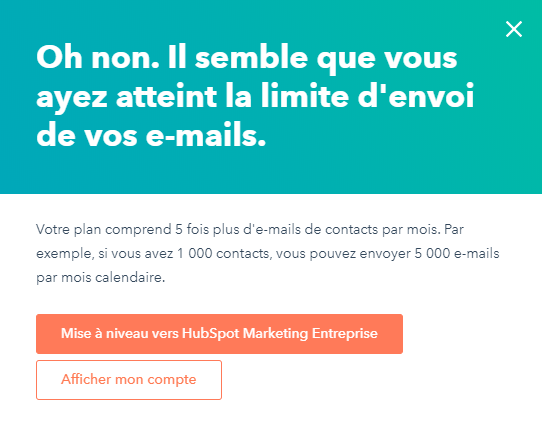 Oh non. Il semble que vous
ayez atteint la limite d'envoi
de vos e-mails.
Votre plan comprend 5 fois plus d'e-mails de contacts par mois. Par
exemple, si vous avez 1 000 contacts, vous pouvez envoyer 5 000 e-mails
par mois calendaire.
Mise à niveau vers HubSpot Marketing Entreprise
Afficher mon compte